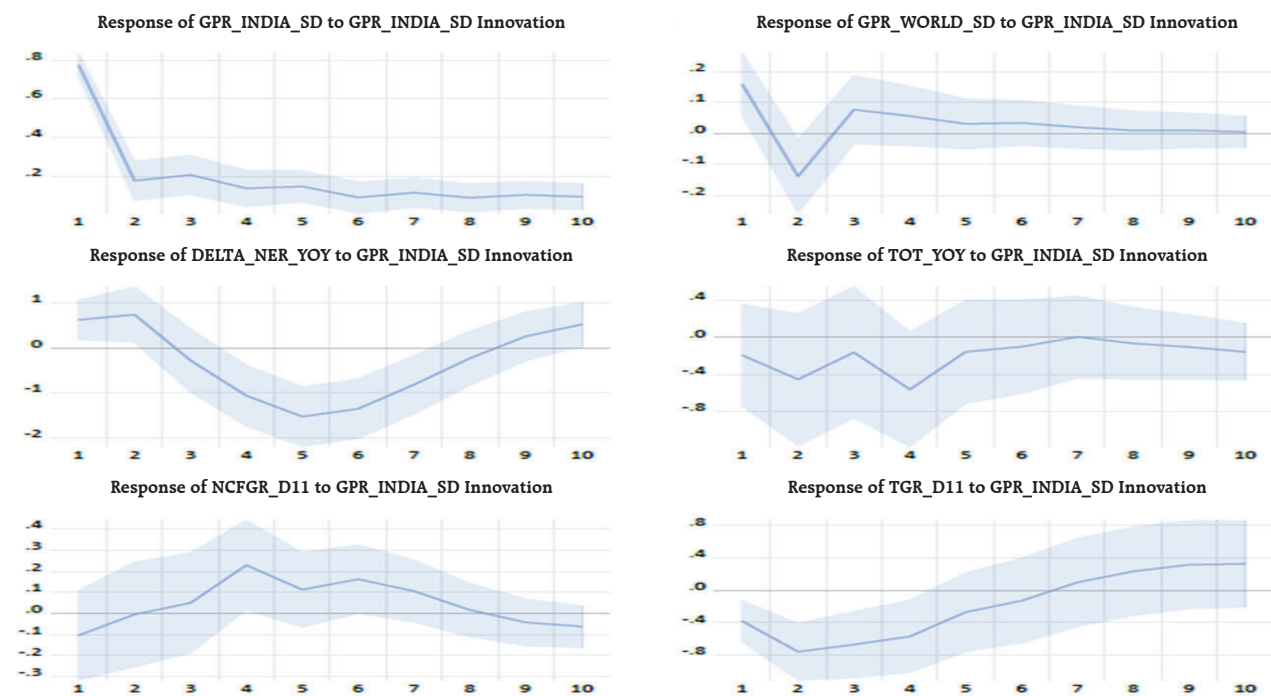 Response of GPR_INDIA_SD to GPR_INDIA_SD Innovation
.8
.6
.4
.2
1 2 3 4 5 6 7 8 9 10
Response of GPR_WORLD_SD to GPR_INDIA_SD Innovation
.2
.1
.0
-.1
-.2
1 2 3 4 5 6 7 8 9 10
Response of DELTA_NER_YOY to GPR_INDIA_SD Innovation
1
0
-1
-2
1 2 3 4 5 6 7 8 9 10
Response of TOT_YOY to GPR_INDIA_SD Innovation
.4
.0
-.4
-.8
1 2 3 4 5 6 7 8 9 10
Response of NCFGR_D11 to GPR_INDIA_SD Innovation
.4
.3
.2
.1
.0
-.1
-.2
-.3
1 2 3 4 5 6 7 8 9 10
Response of TGR_D11 to GPR_INDIA_SD Innovation
.8
.4
.0
-.4
-.8
1 2 3 4 5 6 7 8 9 10